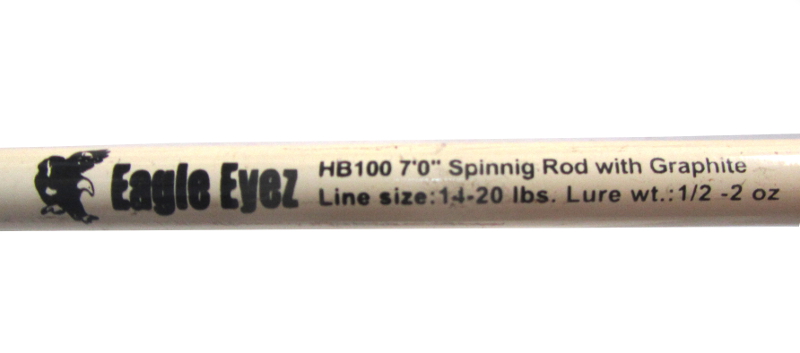 Eagle Eyez
HB100 7'0" Spinnig Rod with Graphite
Line size:14-20 lbs. Lure wt.:1/2 -2 oz